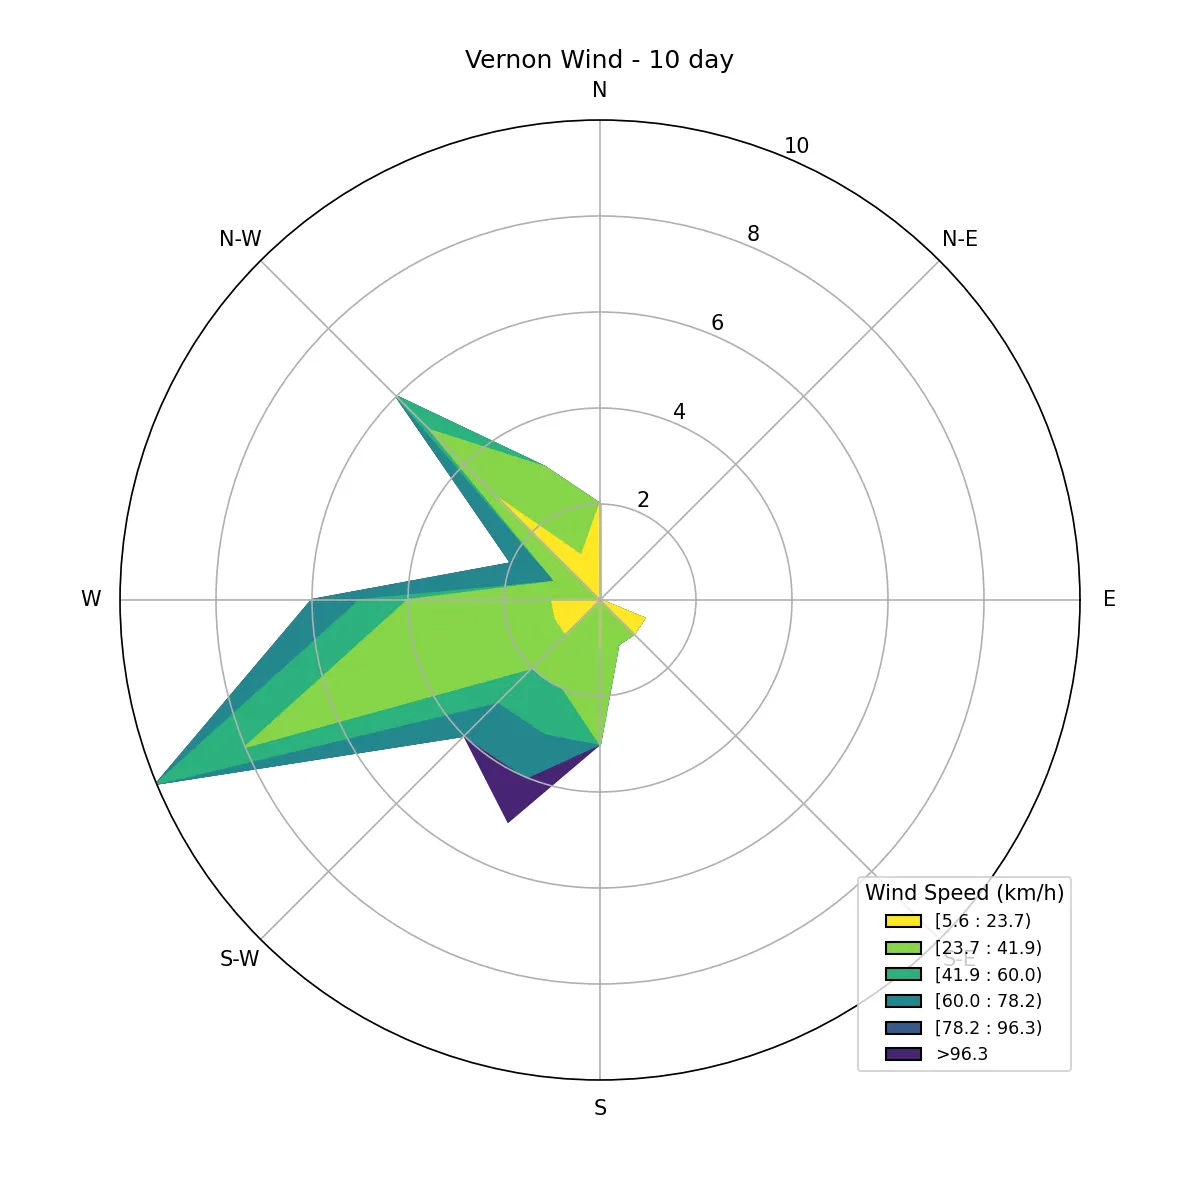 Vernon Wind - 10 day
N
10
N-W
N-E
8
6
4
2
W
E
S-W
S-E
S
Wind Speed (km/h)
[5.6 : 23.7)
[23.7 : 41.9)
[41.9 : 60.0)
[60.0 : 78.2)
[78.2 : 96.3)
>96.3